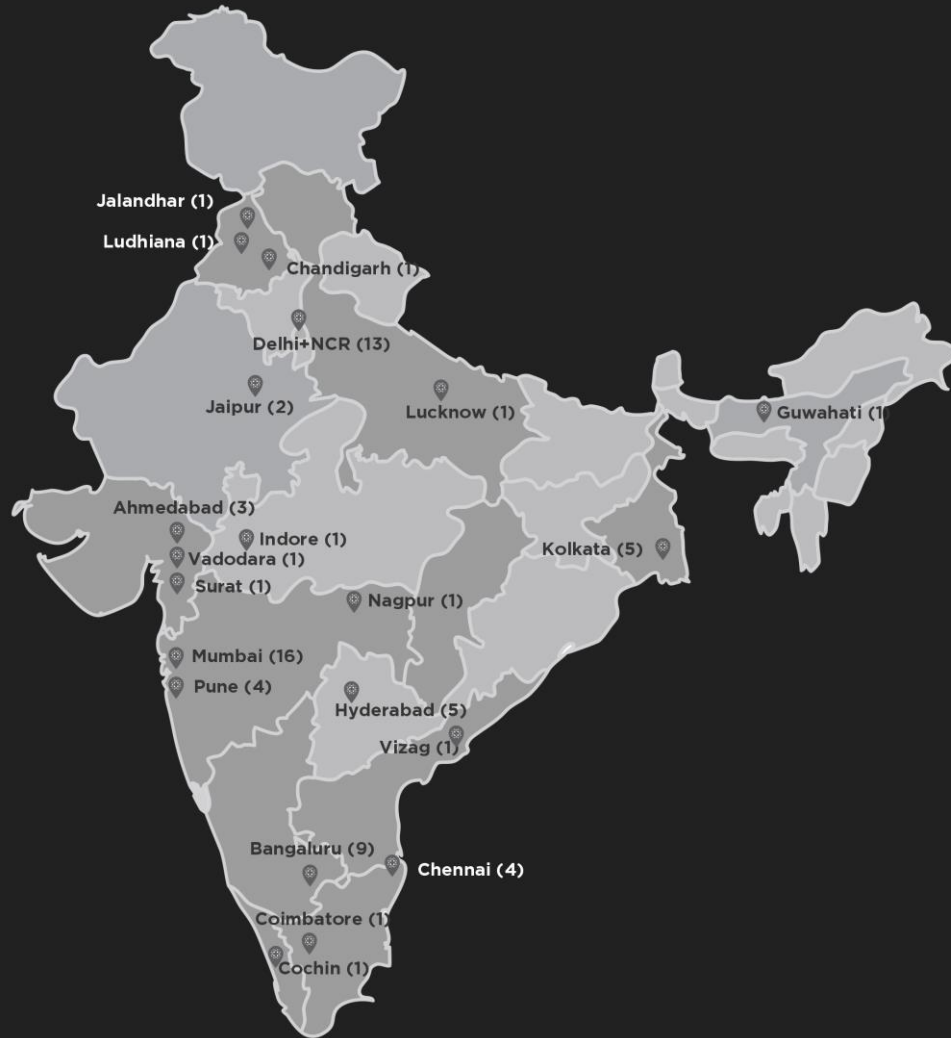 Jalandhar (1)
Ludhiana (1)
Chandigarh (1)
Delhi+NCR (13)
Jaipur (2)
Lucknow (1)
Guwahati (1)
Ahmedabad (3)
Indore (1)
Kolkata (5)
Vadodara (1)
Surat (1)
Nagpur (1)
Mumbai (16)
Pune (4)
Hyderabad (5)
Vizag (1)
Bangaluru (9)
Chennai (4)
Coimbatore (1)
Cochin (1)